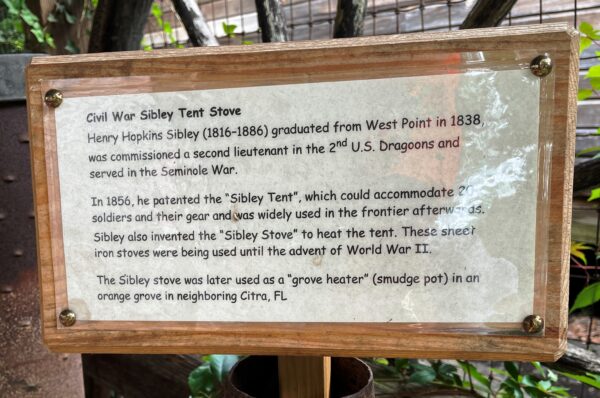 Civil War Sibley Tent Stove
Henry Hopkins Sibley (1816-1886) graduated from West Point in 1838,
was commissioned a second lieutenant in the 2nd U.S. Dragoons and
served in the Seminole War.
In 1856, he patented the "Sibley Tent", which could accommodate
soldiers and their gear and was widely used in the frontier afterwards.
Sibley also invented the "Sibley Stove" to heat the tent. These sheet
iron stoves were being used until the advent of World War II.
The Sibley stove was later used as a "grove heater" (smudge pot) in an
orange grove in neighboring Citra, FL